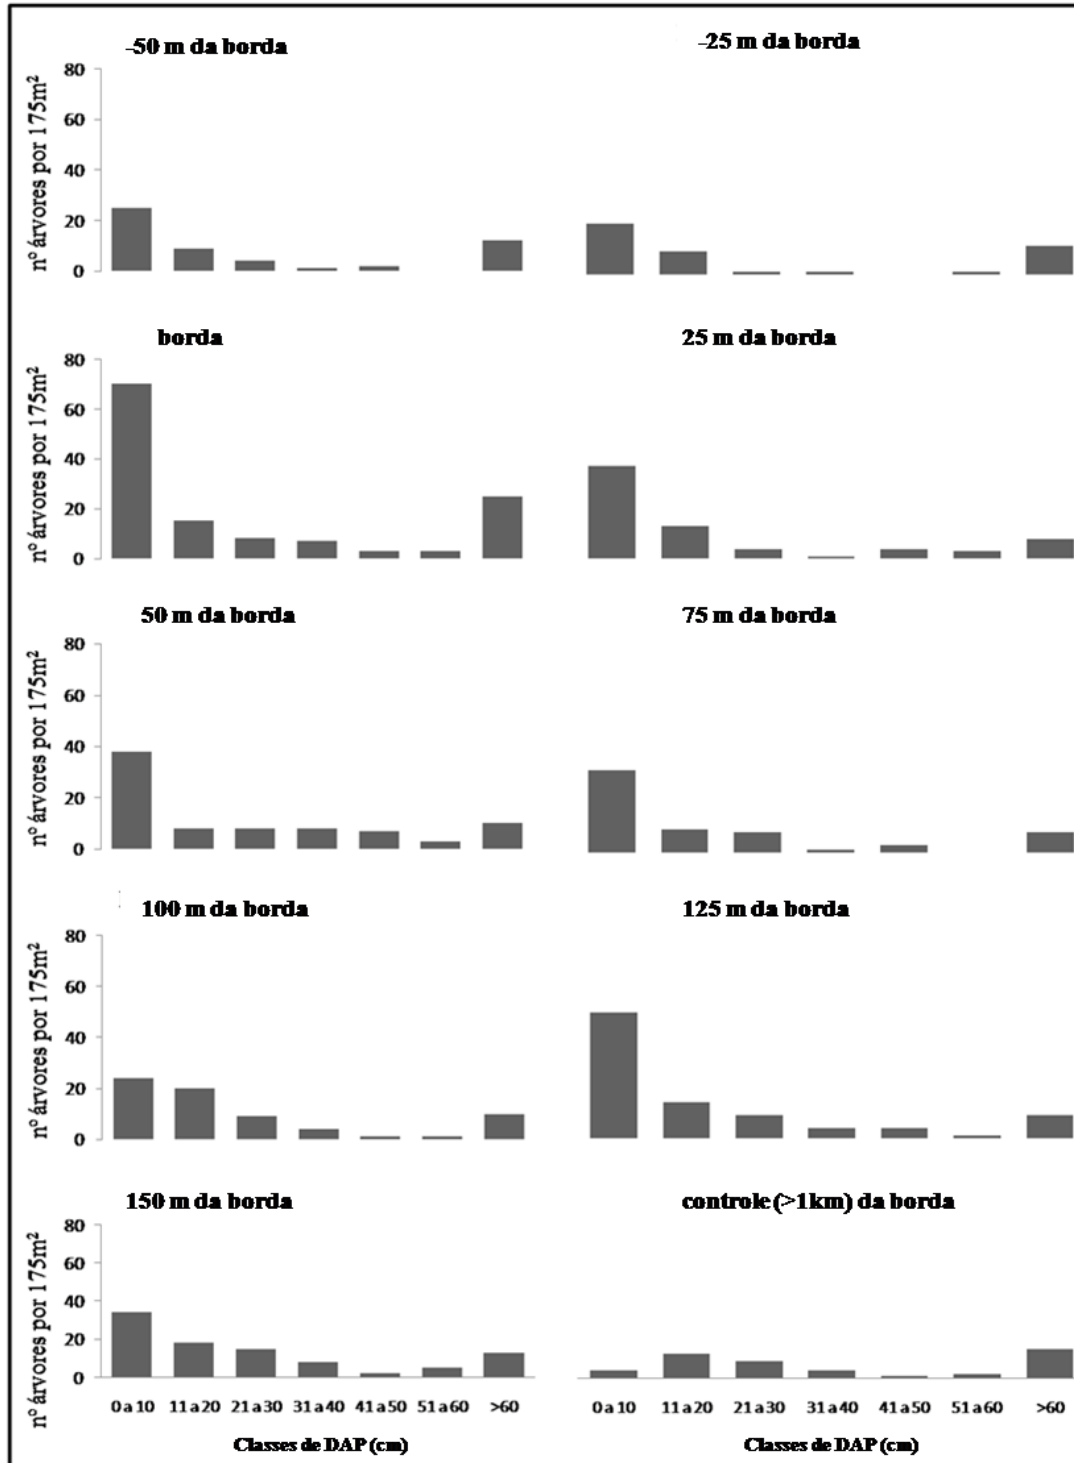 -50 m da borda
-25 m da borda
nº árvores por 175m²
80
60
40
20
0
borda
25 m da borda
nº árvores por 175m²
80
60
40
20
0
50 m da borda
75 m da borda
nº árvores por 175m²
80
60
40
20
0
100 m da borda
125 m da borda
nº árvores por 175m²
80
60
40
20
0
150 m da borda
controle (>1km) da borda
nº árvores por 175m²
80
60
40
20
0
0 a 10 11 a 20 21 a 30 31 a 40 41 a 50 51 a 60 >60
0 a 10 11 a 20 21 a 30 31 a 40 41 a 50 51 a 60 >60
Classes de DAP (cm)
Classes de DAP (cm)